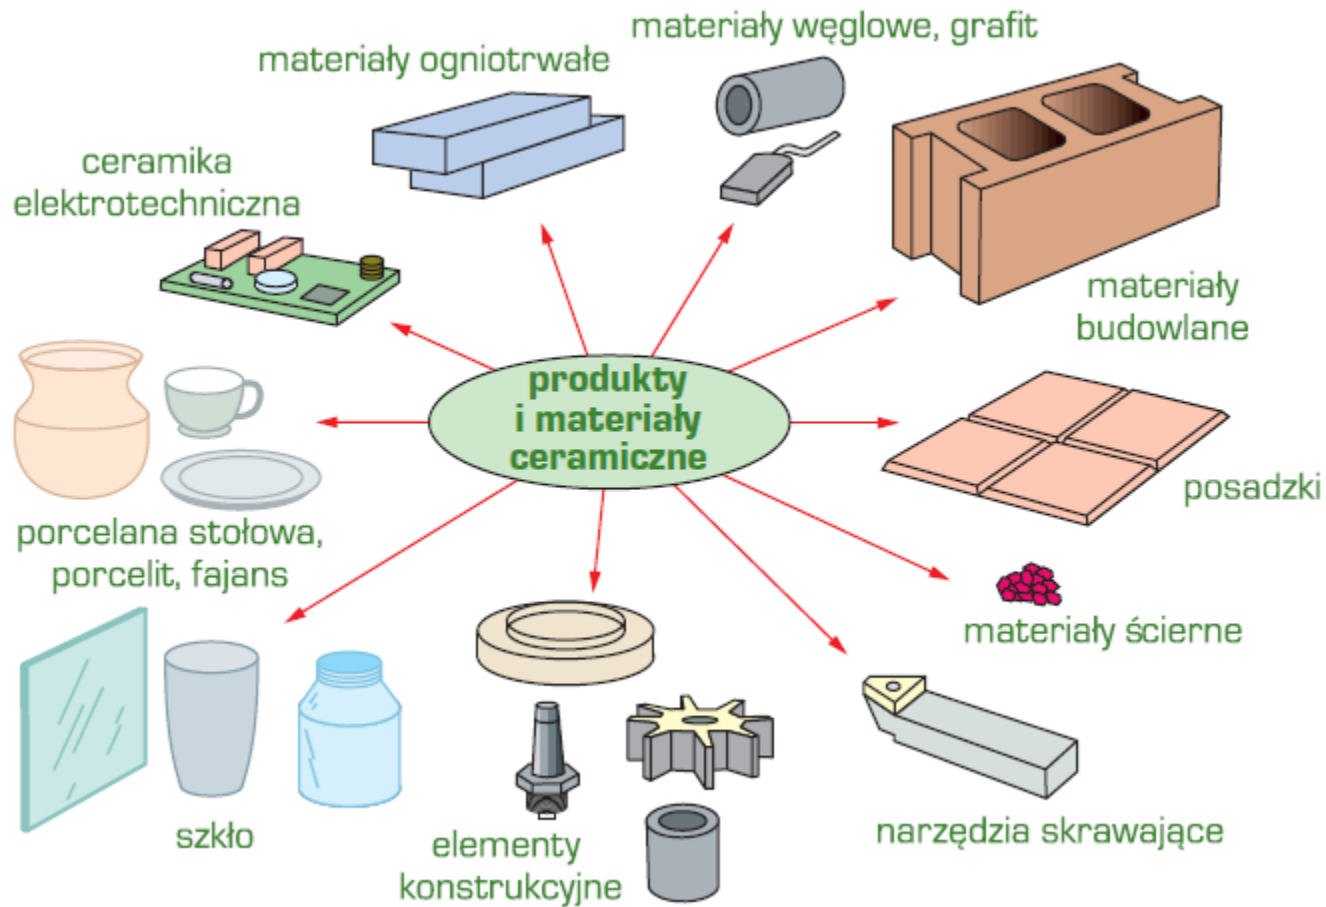 materiały węglowe, grafit
materiały ogniotrwałe
ceramika
elektrotechniczna
materiały
budowlane
produkty
i materiały
ceramiczne
posadzki
porcelana stołowa,
porcelit, fajans
materiały ścierne
szkło
elementy
konstrukcyjne
narzędzia skrawające